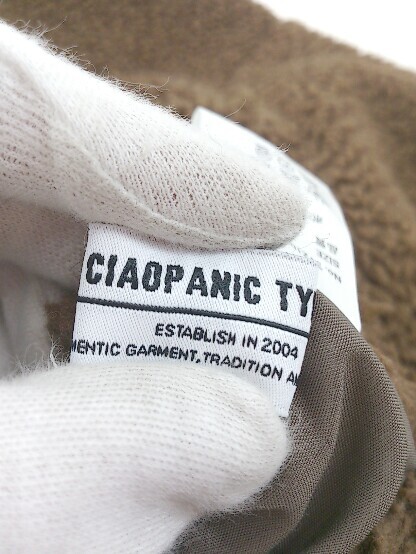 CIAOPANIC TY
ESTABLISH IN 2004
MENTIC GARMENT, TRADITION A